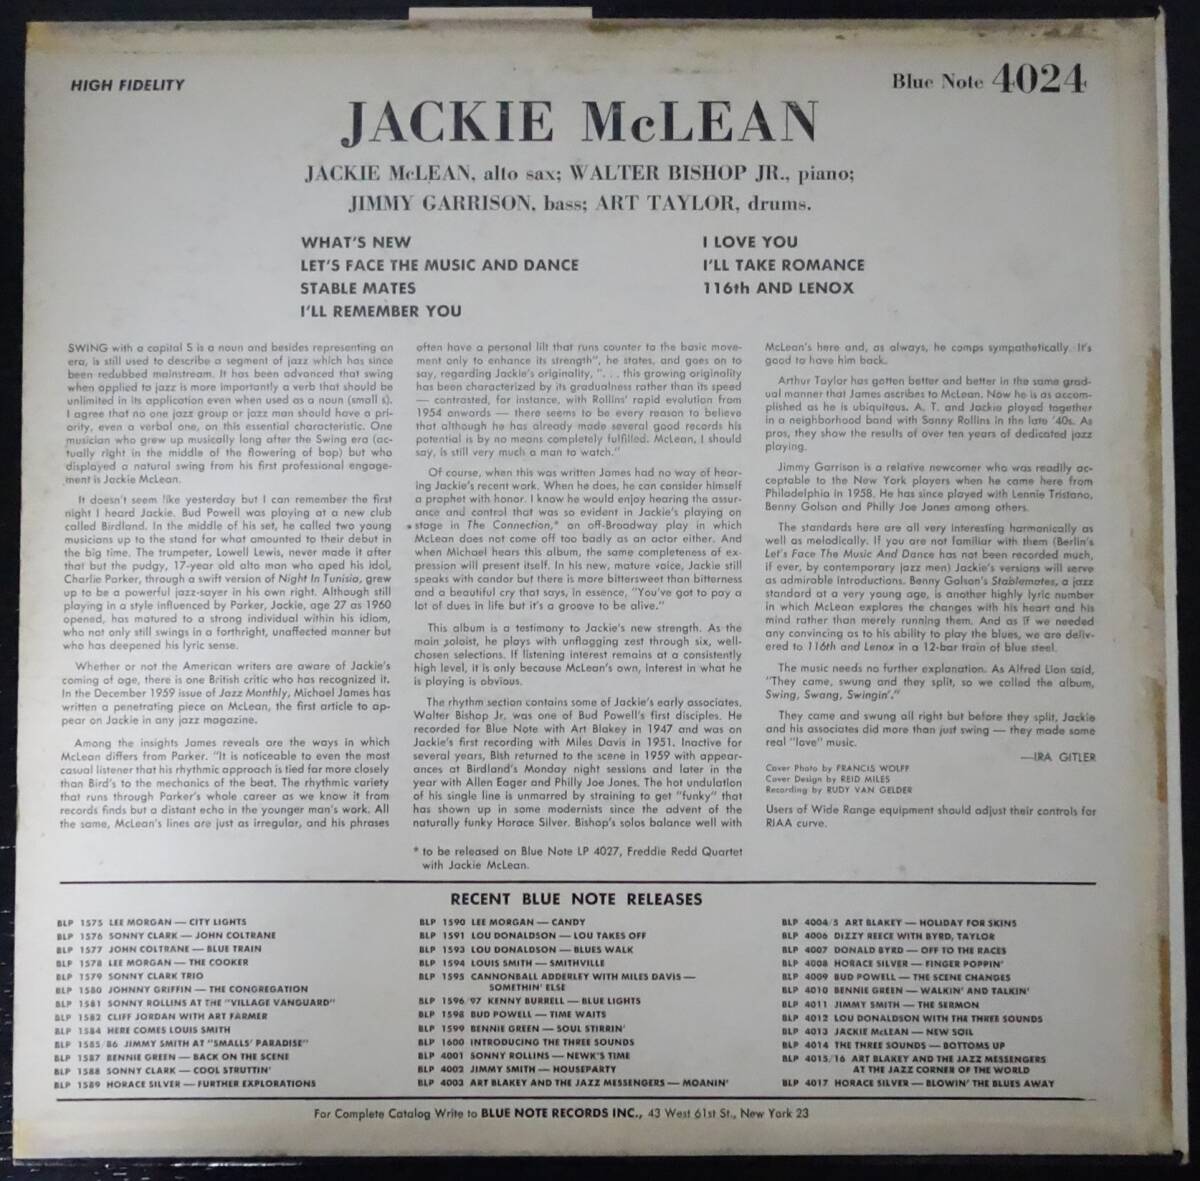 HIGH FIDELITY
Blue Note 4024
JACKIE McLEAN
JACKIE McLEAN, alto sax; WALTER BISHOP JR., piano;
JIMMY GARRISON, bass; ART TAYLOR, drums.
WHAT'S NEW
LET'S FACE THE MUSIC AND DANCE
STABLE MATES
I'LL REMEMBER YOU
I LOVE YOU
I'LL TAKE ROMANCE
116th AND LENOX
SWING with a capital S is a noun and besides representing an
era, is still used to describe a segment of jazz which has since
been redubbed mainstream. It has been advanced that swing
when applied to jazz is more importantly a verb that should be
unlimited in its application even when used as a noun (small s).
I agree that no one jazz group or jazz man should have a pri-
ority, even a verbal one, on this essential characteristic. One
musician who grew up musically long after the Swing era (ac-
tually right in the middle of the flowering of bop) but who
displayed a natural swing from his first professional engage-
ment is Jackie McLean.
It doesn't seem like yesterday but I can remember the first
night I heard Jackie. Bud Powell was playing at a new club
called Birdland. In the middle of his set, he called two young
musicians up to the stand for what amounted to their debut in
the big time. The trumpeter, Lowell Lewis, never made it after
that but the pudgy, 17-year old alto man who aped his idol,
Charlie Parker, through a swift version of Night In Tunisia, grew
up to be a powerful jazz-sayer in his own right. Although still
playing in a style influenced by Parker, Jackie, age 27 as 1960
opened, has matured to a strong individual within his idiom,
who not only still swings in a forthright, unaffected manner but
who has deepened his lyric sense.
Whether or not the American writers are aware of Jackie's
coming of age, there is one British critic who has recognized it.
In the December 1959 issue of Jazz Monthly, Michael James has
written a penetrating piece on McLean, the first article to ap-
pear on Jackie in any jazz magazine.
Among the insights James reveals are the ways in which
McLean differs from Parker. "It is noticeable to even the most
casual listener that his rhythmic approach is tied far more closely
than Bird's to the mechanics of the beat. The rhythmic variety
that runs through Parker's whole career as we know it from
records finds but a distant echo in the younger man's work. All
the same, McLean's lines are just as irregular, and his phrases
often have a personal lilt that runs counter to the basic move-
ment only to enhance its strength", he states, and goes on to
say, regarding Jackie's originality, ". . . this growing originality
has been characterized by its gradualness rather than its speed
— contrasted, for instance, with Rollins' rapid evolution from
1954 onwards — there seems to be every reason to believe
that although he has already made several good records his
potential is by no means completely fulfilled. McLean, I should
say, is still very much a man to watch."
Of course, when this was written James had no way of hear-
ing Jackie's recent work. When he does, he can consider himself
a prophet with honor. I know he would enjoy hearing the assur-
ance and control that was so evident in Jackie's playing on
stage in The Connection,* an off-Broadway play in which
McLean does not come off too badly as an actor either. And
when Michael hears this album, the same completeness of ex-
pression will present itself. In his new, mature voice, Jackie still
speaks with candor but there is more bittersweet than bitterness
and a beautiful cry that says, in essence, "You've got to pay a
lot of dues in life but it's a groove to be alive."
This album is a testimony to Jackie's new strength. As the
main soloist, he plays with unflagging zest through six, well-
chosen selections. If listening interest remains at a consistently
high level, it is only because McLean's own, interest in what he
is playing is obvious.
The rhythm section contains some of Jackie's early associates.
Walter Bishop Jr. was one of Bud Powell's first disciples. He
recorded for Blue Note with Art Blakey in 1947 and was on
Jackie's first recording with Miles Davis in 1951. Inactive for
several years, Bish returned to the scene in 1959 with appear-
ances at Birdland's Monday night sessions and later in the
year with Allen Eager and Philly Joe Jones. The hot undulation
of his single line is unmarred by straining to get "funky" that
has shown up in some modernists since the advent of the
naturally funky Horace Silver. Bishop's solos balance well with
* to be released on Blue Note LP 4027, Freddie Redd Quartet
with Jackie McLean.
McLean's here and, as always, he comps sympathetically. It's
good to have him back.
Arthur Taylor has gotten better and better in the same grad-
ual manner that James ascribes to McLean. Now he is as accom-
plished as he is ubiquitous. A. T. and Jackie played together
in a neighborhood band with Sonny Rollins in the late '40s. As
pros, they show the results of over ten years of dedicated jazz
playing.
Jimmy Garrison is a relative newcomer who was readily ac-
ceptable to the New York players when he came here from
Philadelphia in 1958. He has since played with Lennie Tristano,
Benny Golson and Philly Joe Jones among others.
The standards here are all very interesting harmonically as
well as melodically. If you are not familiar with them (Berlin's
Let's Face The Music And Dance has not been recorded much,
if ever, by contemporary jazz men) Jackie's versions will serve
as admirable introductions. Benny Golson's Stablemates, a jazz
standard at a very young age, is another highly lyric number
in which McLean explores the changes with his heart and his
mind rather than merely running them. And as if we needed
any convincing as to his ability to play the blues, we are deliv-
ered to 116th and Lenox in a 12-bar train of blue steel.
The music needs no further explanation. As Alfred Lion said,
"They came, swung and they split, so we called the album,
Swing, Swang, Swingin'."
They came and swung all right but before they split, Jackie
and his associates did more than just swing — they made some
real "love" music.
—IRA GITLER
Cover Photo by FRANCIS WOLFF
Cover Design by REID MILES
Recording by RUDY VAN GELDER
Users of Wide Range equipment should adjust their controls for
RIAA curve.
RECENT BLUE NOTE RELEASES
BLP 1575 LEE MORGAN — CITY LIGHTS
BLP 1576 SONNY CLARK — JOHN COLTRANE
BLP 1577 JOHN COLTRANE — BLUE TRAIN
BLP 1578 LEE MORGAN — THE COOKER
BLP 1579 SONNY CLARK TRIO
BLP 1580 JOHNNY GRIFFIN — THE CONGREGATION
BLP 1581 SONNY ROLLINS AT THE "VILLAGE VANGUARD"
BLP 1582 CLIFF JORDAN WITH ART FARMER
BLP 1584 HERE COMES LOUIS SMITH
BLP 1585/86 JIMMY SMITH AT "SMALLS' PARADISE"
BLP 1587 BENNIE GREEN — BACK ON THE SCENE
BLP 1588 SONNY CLARK — COOL STRUTTIN'
BLP 1589 HORACE SILVER — FURTHER EXPLORATIONS
BLP 1590 LEE MORGAN — CANDY
BLP 1591 LOU DONALDSON — LOU TAKES OFF
BLP 1593 LOU DONALDSON — BLUES WALK
BLP 1594 LOUIS SMITH — SMITHVILLE
BLP 1595 CANNONBALL ADDERLEY WITH MILES DAVIS —
SOMETHIN' ELSE
BLP 1596/97 KENNY BURRELL — BLUE LIGHTS
BLP 1598 BUD POWELL — TIME WAITS
BLP 1599 BENNIE GREEN — SOUL STIRRIN'
BLP 1600 INTRODUCING THE THREE SOUNDS
BLP 4001 SONNY ROLLINS — NEWK'S TIME
BLP 4002 JIMMY SMITH — HOUSEPARTY
BLP 4003 ART BLAKEY AND THE JAZZ MESSENGERS — MOANIN'
BLP 4004/5 ART BLAKEY — HOLIDAY FOR SKINS
BLP 4006 DIZZY REECE WITH BYRD, TAYLOR
BLP 4007 DONALD BYRD — OFF TO THE RACES
BLP 4008 HORACE SILVER — FINGER POPPIN'
BLP 4009 BUD POWELL — THE SCENE CHANGES
BLP 4010 BENNIE GREEN — WALKIN' AND TALKIN'
BLP 4011 JIMMY SMITH — THE SERMON
BLP 4012 LOU DONALDSON WITH THE THREE SOUNDS
BLP 4013 JACKIE McLEAN — NEW SOIL
BLP 4014 THE THREE SOUNDS — BOTTOMS UP
BLP 4015/16 ART BLAKEY AND THE JAZZ MESSENGERS
AT THE JAZZ CORNER OF THE WORLD
BLP 4017 HORACE SILVER — BLOWIN' THE BLUES AWAY
For Complete Catalog Write to BLUE NOTE RECORDS INC., 43 West 61st St., New York 23